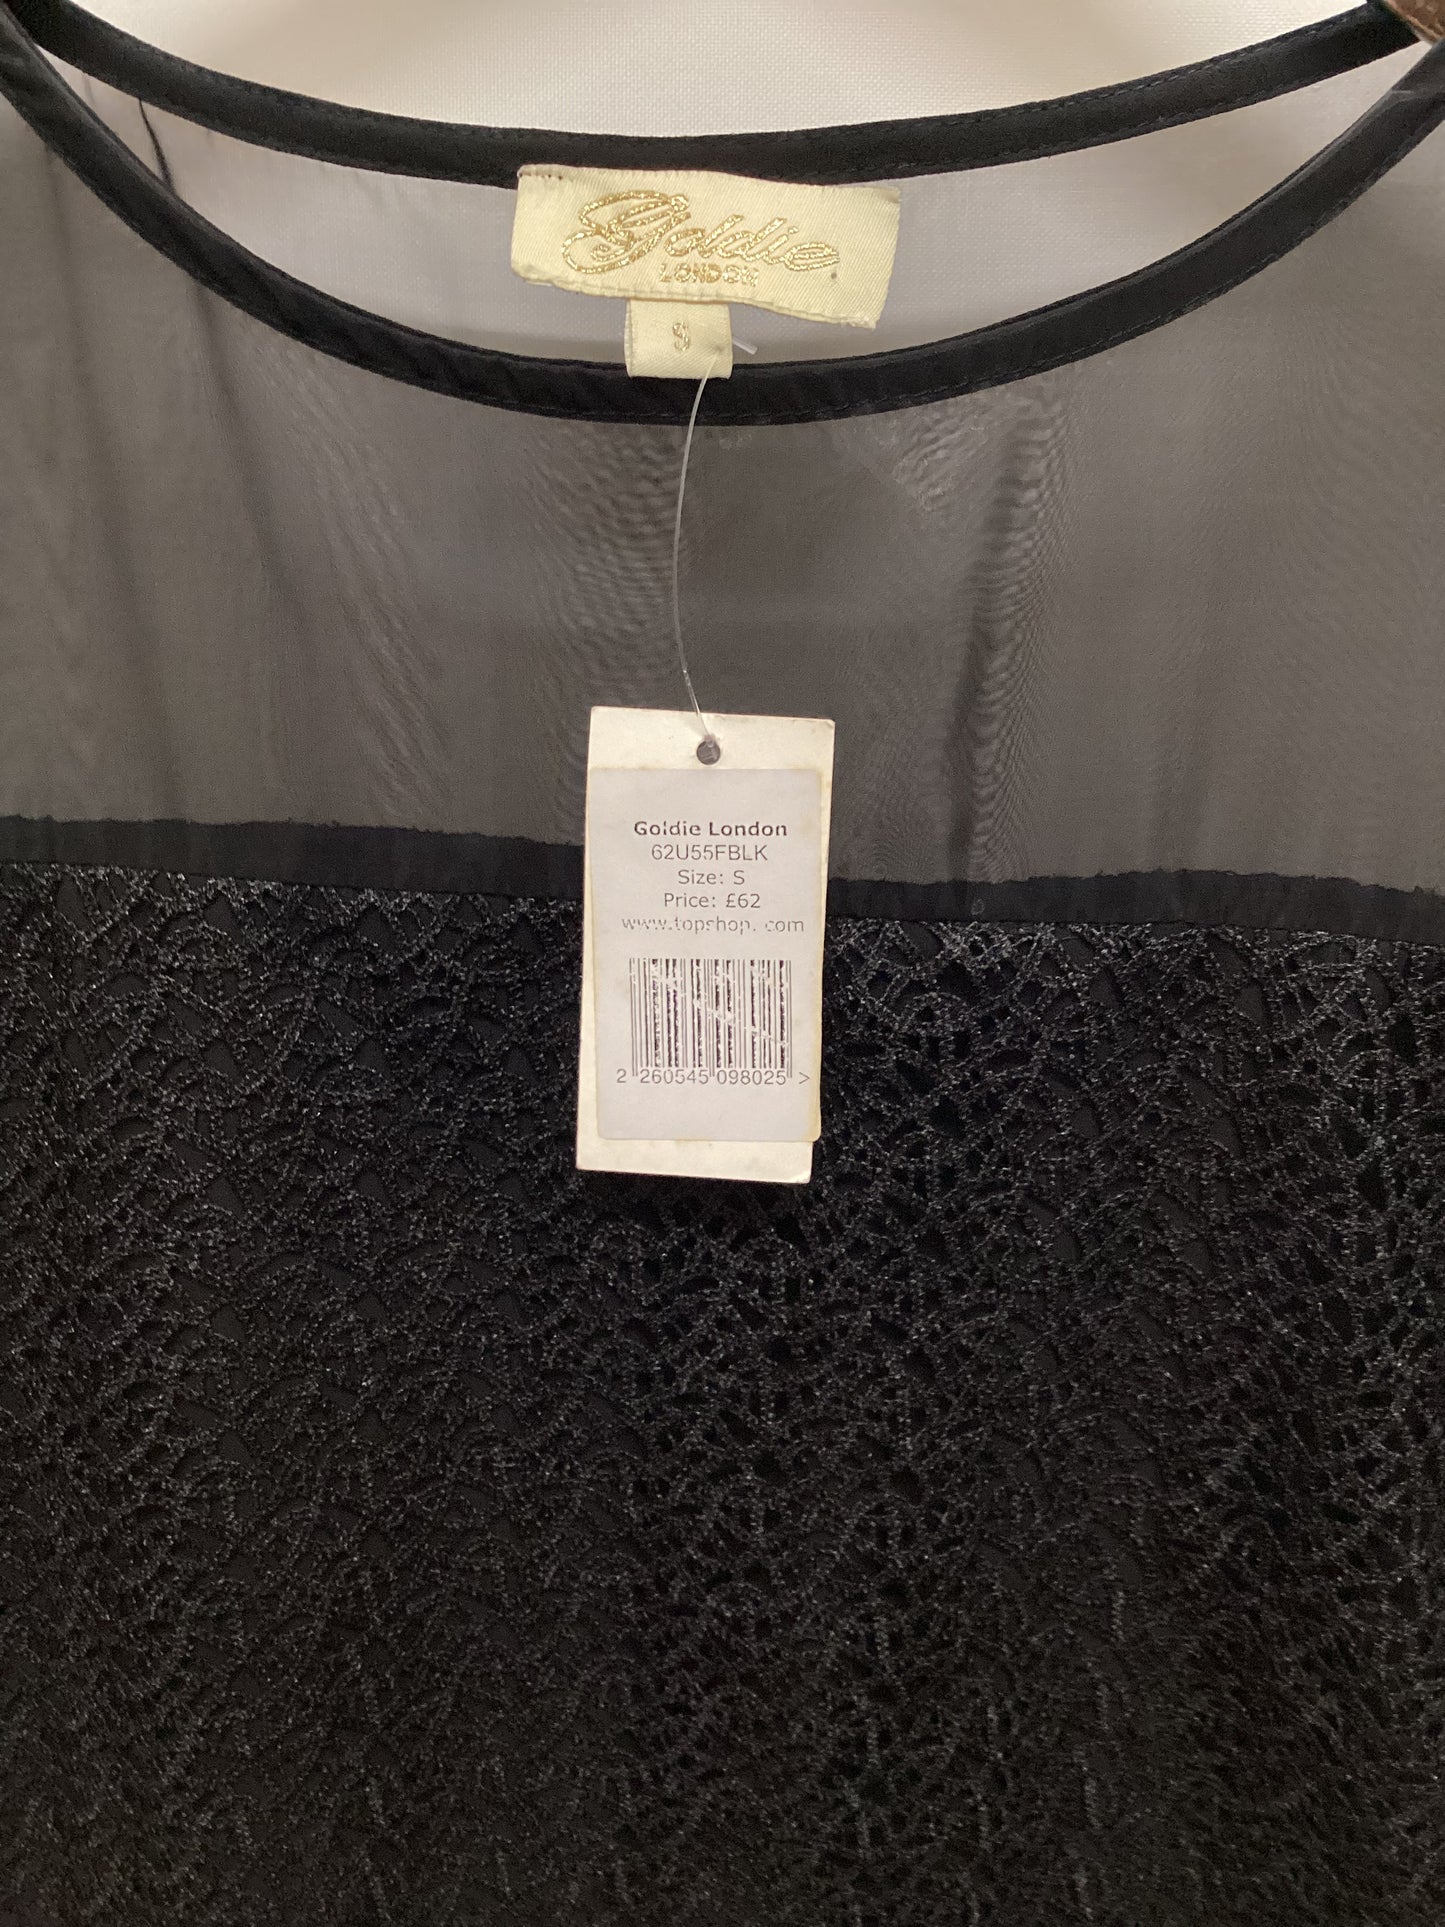 Goldie
LONDON
S
Goldie London
62U55FBLK
Size: S
Price: £62
www.topshop. com
2 260545 098025 >